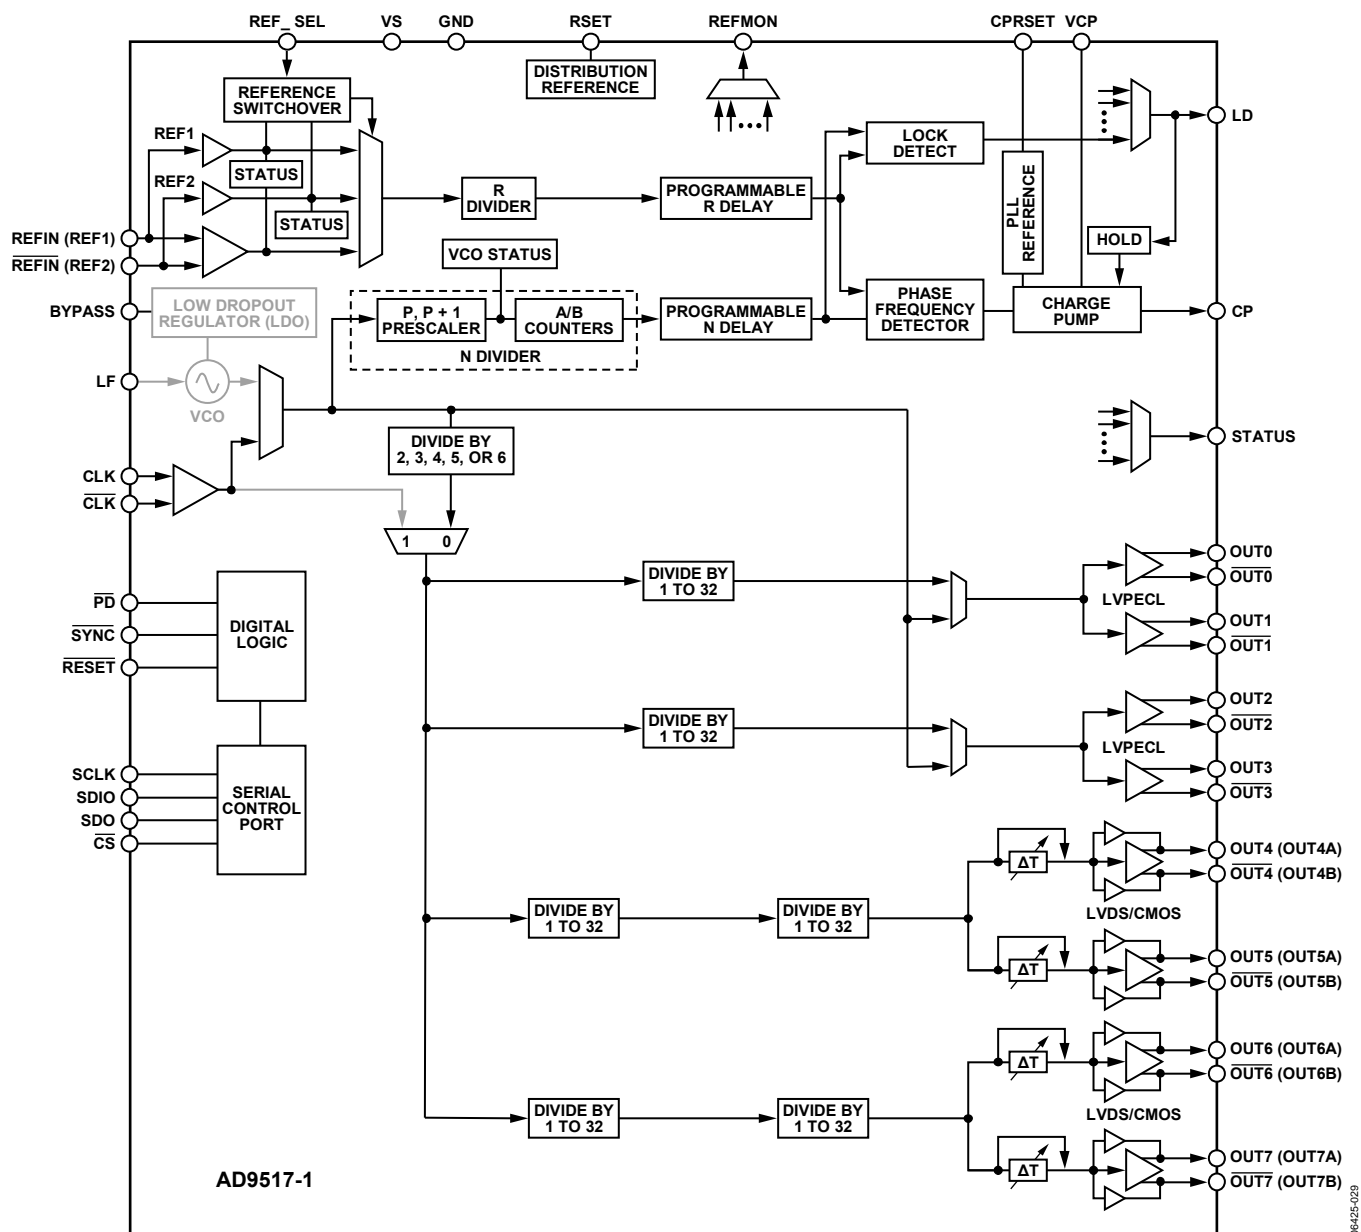 REF_ SEL
VS
GND
RSET
REFMON
CPRSET
VCP
DISTRIBUTION
REFERENCE
REFERENCE
SWITCHOVER
REF1
STATUS
REF2
STATUS
REFIN (REF1)
REFIN (REF2)
BYPASS
LOW DROPOUT
REGULATOR (LDO)
LF
VCO
R
DIVIDER
PROGRAMMABLE
R DELAY
LOCK
DETECT
LD
PLL
REFERENCE
HOLD
VCO STATUS
P, P + 1
PRESCALER
A/B
COUNTERS
N DIVIDER
PROGRAMMABLE
N DELAY
PHASE
FREQUENCY
DETECTOR
CHARGE
PUMP
CP
STATUS
CLK
CLK
DIVIDE BY
2, 3, 4, 5, OR 6
1
0
PD
SYNC
RESET
DIGITAL
LOGIC
SCLK
SDIO
SDO
CS
SERIAL
CONTROL
PORT
DIVIDE BY
1 TO 32
LVPECL
OUT0
OUT0
OUT1
OUT1
DIVIDE BY
1 TO 32
LVPECL
OUT2
OUT2
OUT3
OUT3
DIVIDE BY
1 TO 32
DIVIDE BY
1 TO 32
ΔT
ΔT
LVDS/CMOS
OUT4 (OUT4A)
OUT4 (OUT4B)
OUT5 (OUT5A)
OUT5 (OUT5B)
DIVIDE BY
1 TO 32
DIVIDE BY
1 TO 32
ΔT
ΔT
LVDS/CMOS
OUT6 (OUT6A)
OUT6 (OUT6B)
OUT7 (OUT7A)
OUT7 (OUT7B)
AD9517-1
06425-029